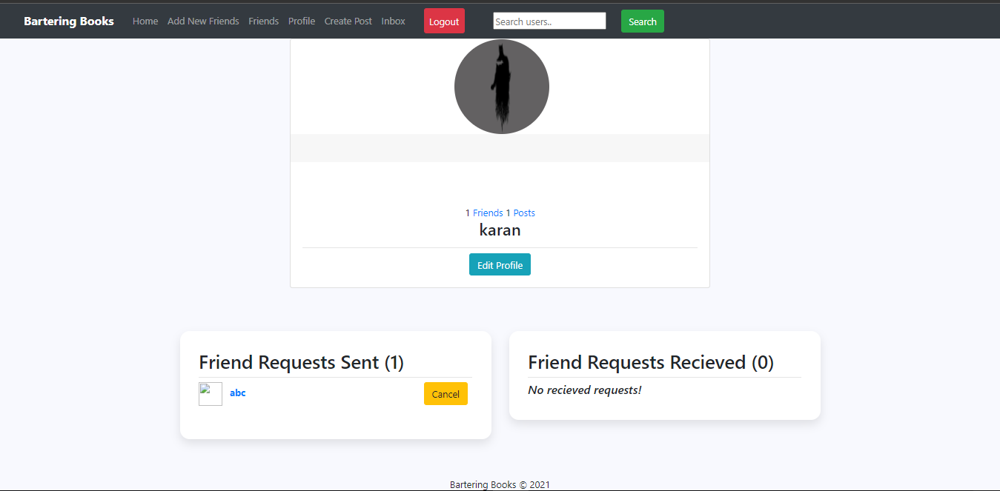 Bartering Books Home Add New Friends Friends Profile Create Post Inbox Logout Search users.. Search
1 Friends 1 Posts
karan
Edit Profile
Friend Requests Sent (1)
abc Cancel
Friend Requests Recieved (0)
No recieved requests!
Bartering Books © 2021